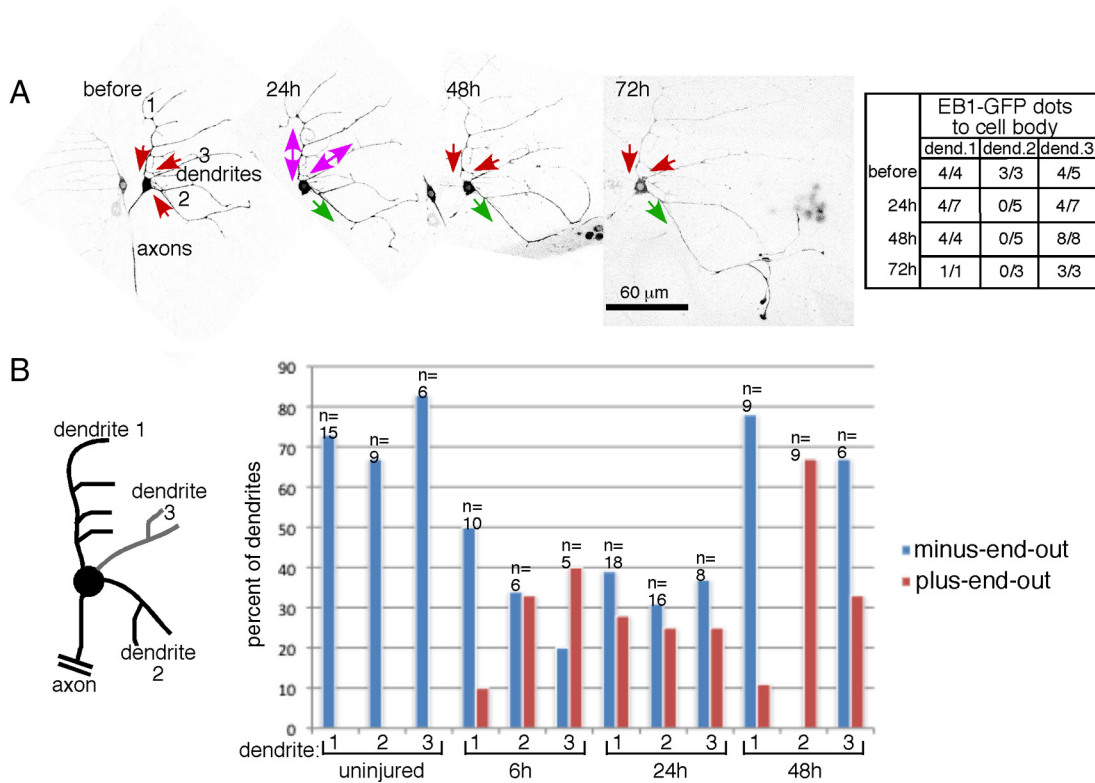 A
before
1
3
dendrites
2
axons
24h
48h
72h
60 μm
EB1-GFP dots
to cell body
dend.1 dend.2 dend.3
before 4/4 3/3 4/5
24h 4/7 0/5 4/7
48h 4/4 0/5 8/8
72h 1/1 0/3 3/3
B
dendrite 1
dendrite
3
dendrite
2
axon
percent of dendrites
90
80
70
60
50
40
30
20
10
0
n=
15
n=
9
n=
6
n=
10
n=
6
n=
5
n=
18
n=
16
n=
8
n=
9
n=
9
n=
6
dendrite: 1 2 3 1 2 3 1 2 3 1 2 3
uninjured 6h 24h 48h
minus-end-out
plus-end-out